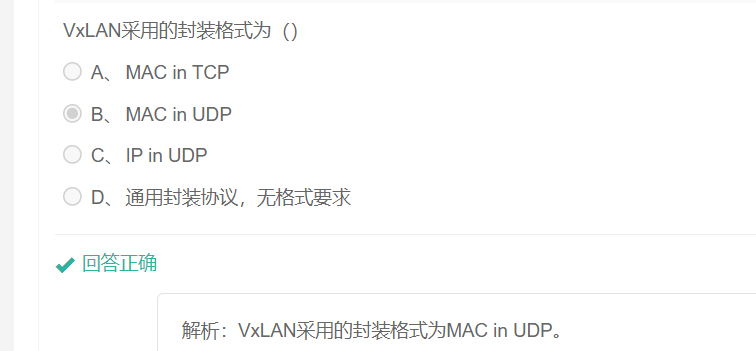 VxLAN采用的封装格式为（）
A、 MAC in TCP
B、 MAC in UDP
C、 IP in UDP
D、 通用封装协议，无格式要求
回答正确
解析：VxLAN采用的封装格式为MAC in UDP。